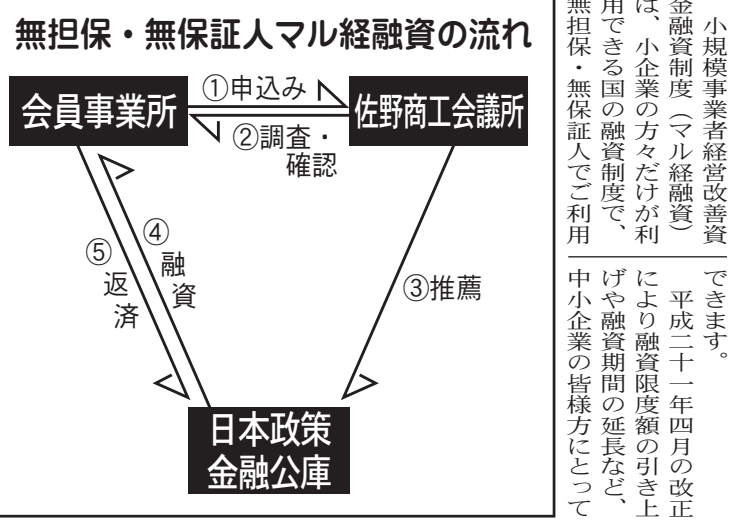 無担保・無保証人マル経融資の流れ
会員事業所
①申込み
佐野商工会議所
②調査・
確認
③推薦
④融資
⑤返済
日本政策
金融公庫
小規模事業者経営改善資
金融資制度（マル経融資）
は、小企業の方々だけが利
用できる国の融資制度で、
無担保・無保証人でご利用
できます。
平成二十一年四月の改正
により融資限度額の引き上
げや融資期間の延長など、
中小企業の皆様方にとって